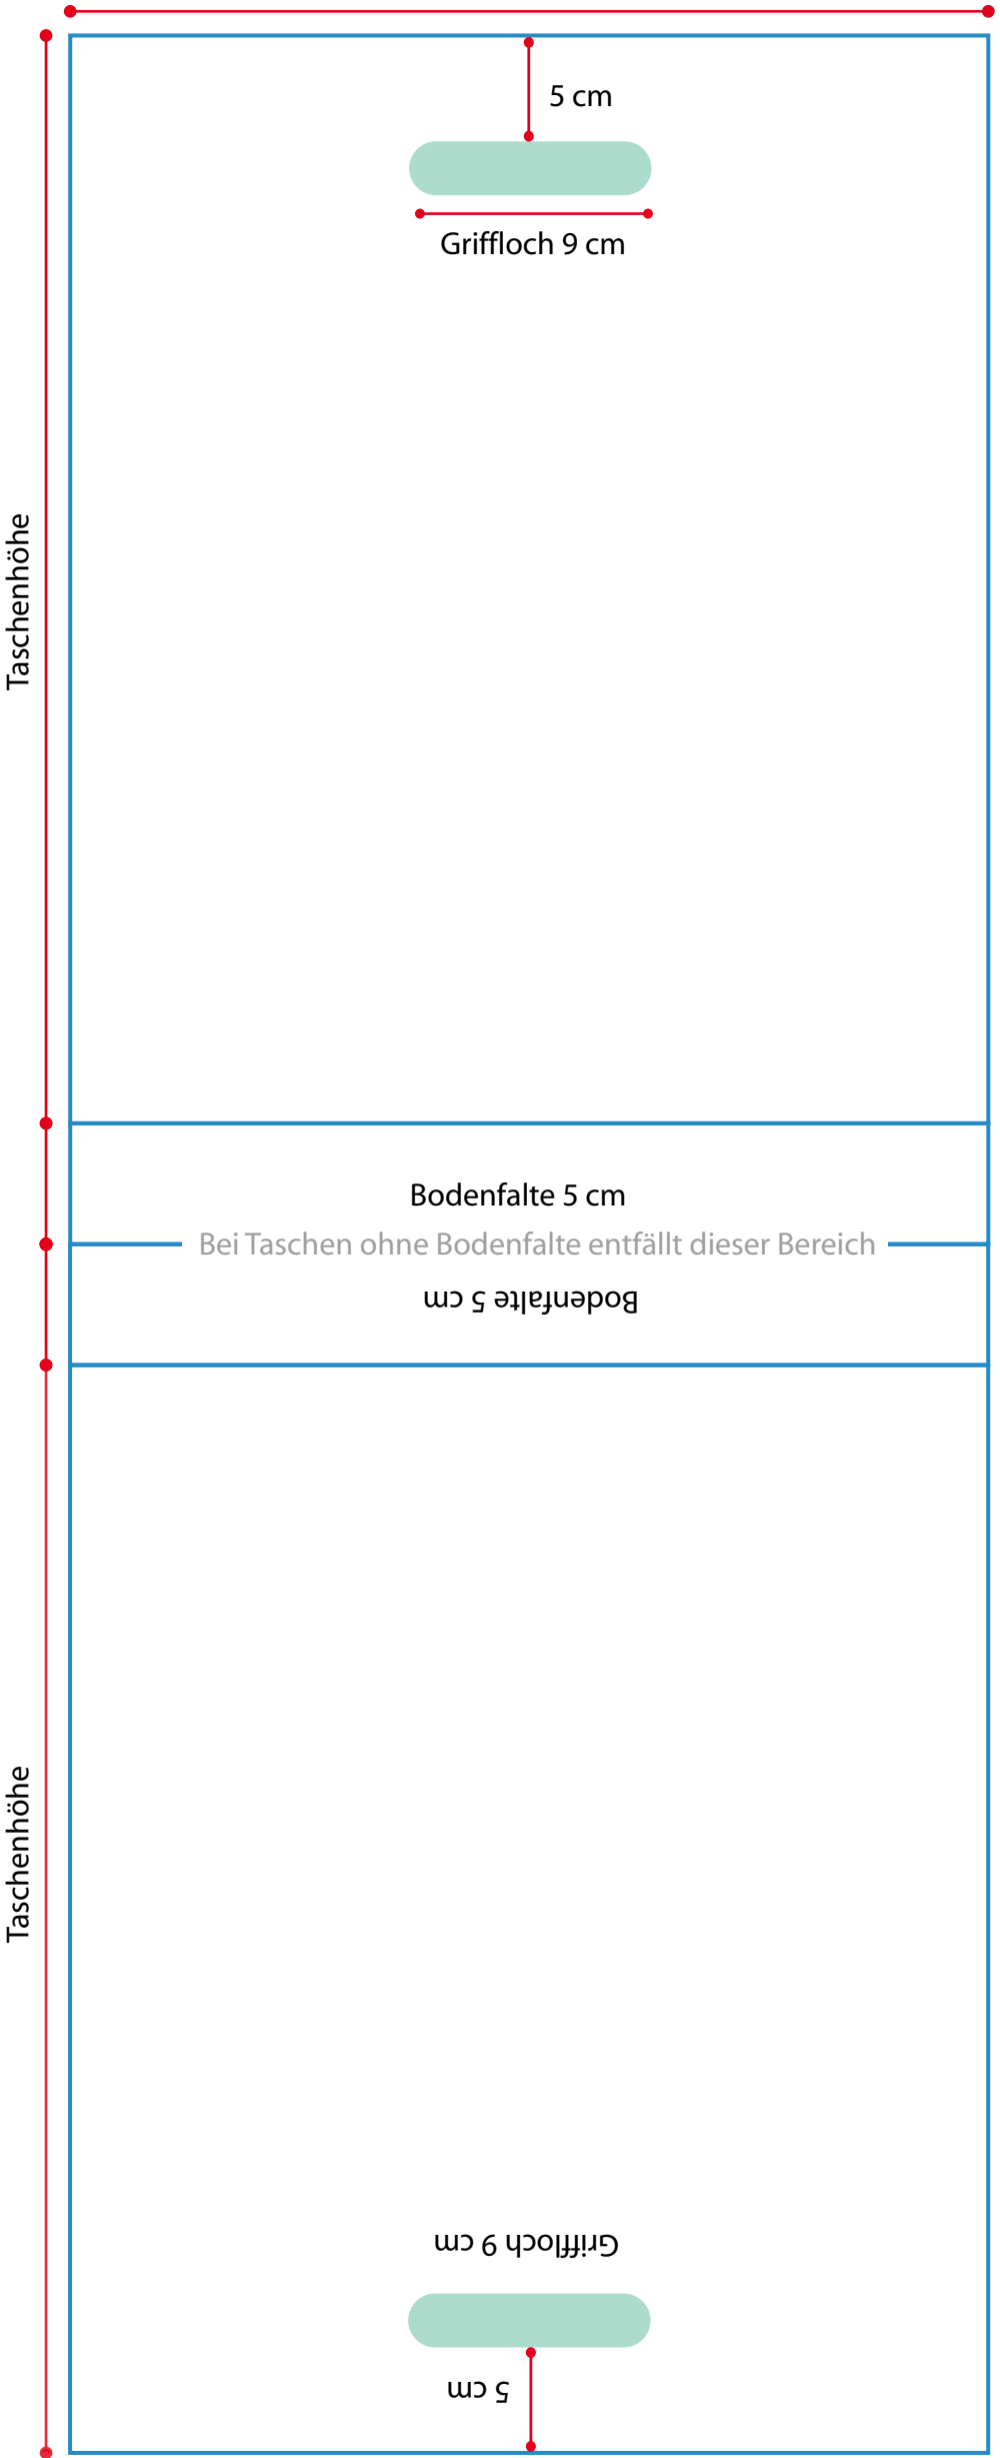 5 cm
Griffloch 9 cm
Taschenhöhe
Bodenfalte 5 cm
Bei Taschen ohne Bodenfalte entfällt dieser Bereich
Bodenfalte 5 cm
Taschenhöhe
Griffloch 9 cm
5 cm